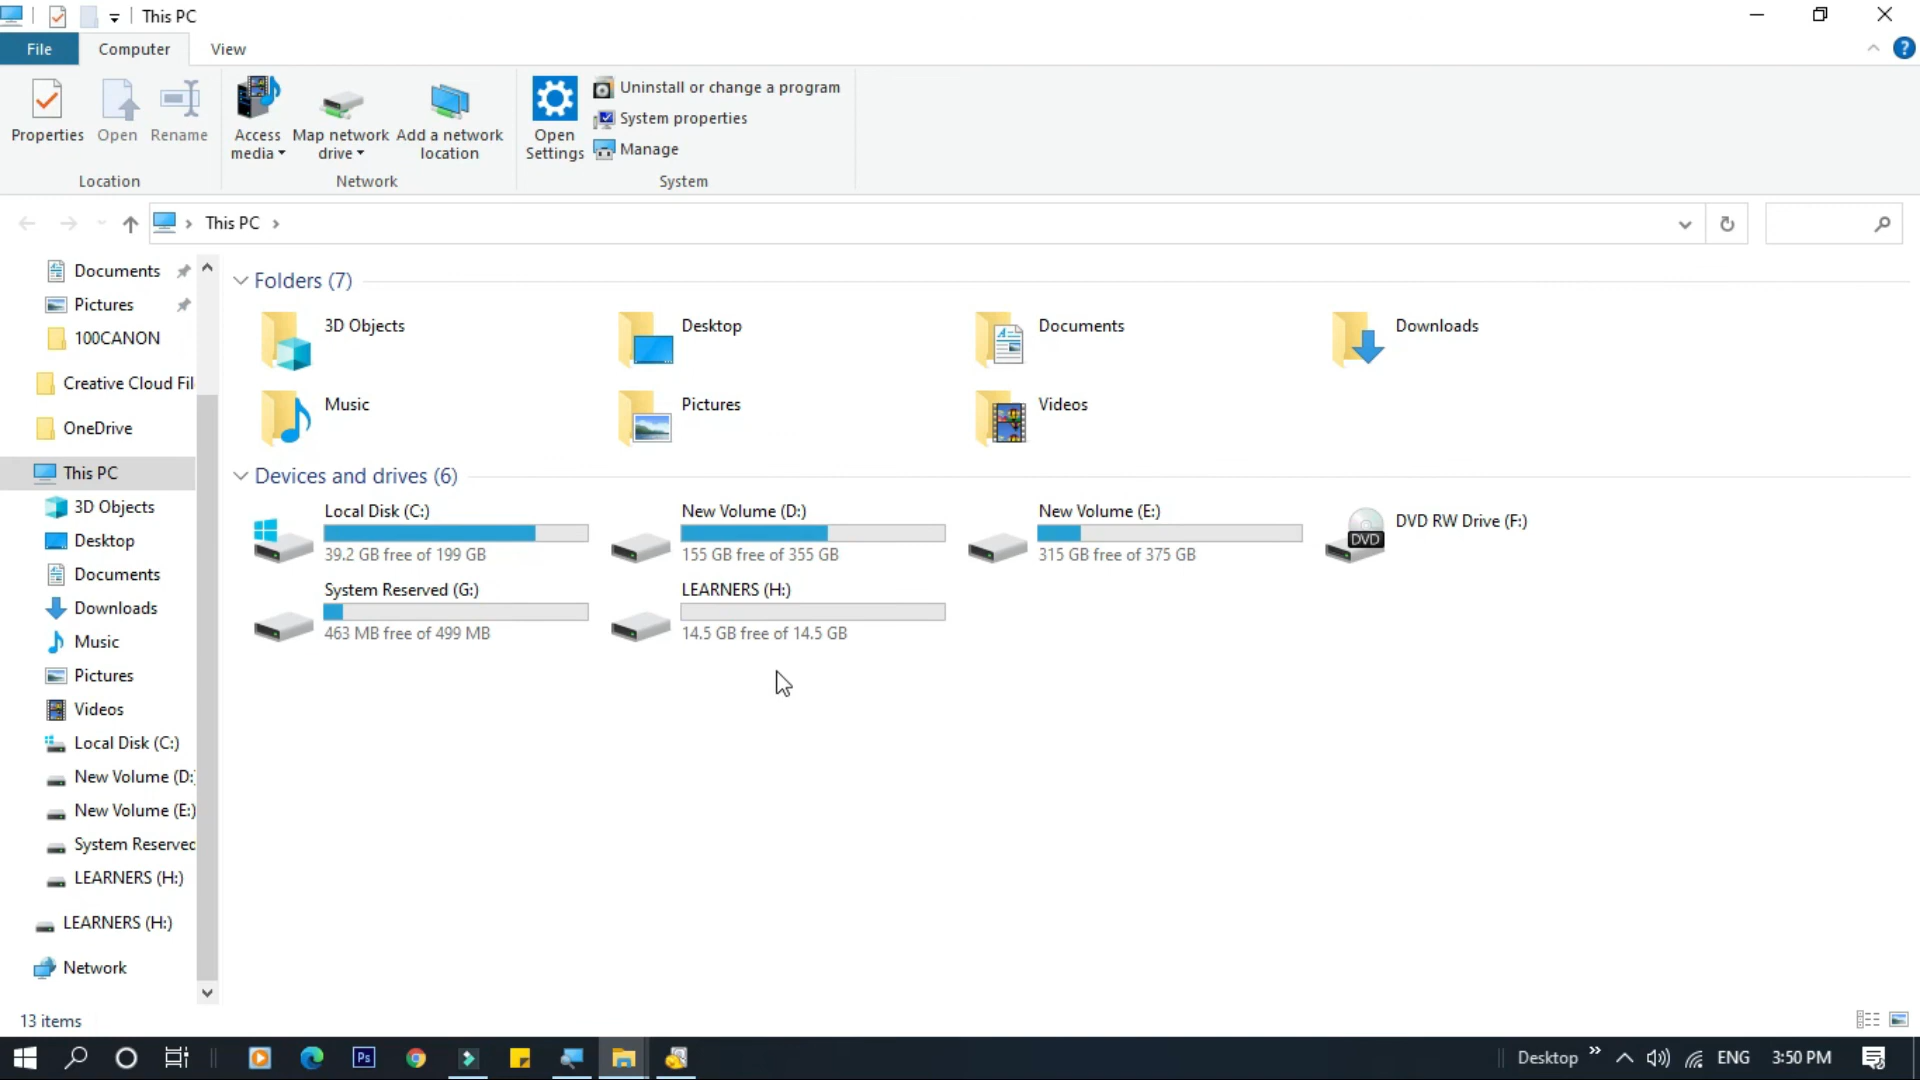 This PC
File
Computer
View
Properties
Open
Rename
Access media
Map network drive
Add a network location
Open Settings
Uninstall or change a program
System properties
Manage
Location
Network
System
This PC
Documents
Pictures
100CANON
Creative Cloud Fil
OneDrive
This PC
3D Objects
Desktop
Documents
Downloads
Music
Pictures
Videos
Local Disk (C:)
New Volume (D:)
New Volume (E:)
System Reserved
LEARNERS (H:)
LEARNERS (H:)
Network
Folders (7)
3D Objects
Desktop
Documents
Downloads
Music
Pictures
Videos
Devices and drives (6)
Local Disk (C:)
39.2 GB free of 199 GB
New Volume (D:)
155 GB free of 355 GB
New Volume (E:)
315 GB free of 375 GB
DVD RW Drive (F:)
DVD
System Reserved (G:)
463 MB free of 499 MB
LEARNERS (H:)
14.5 GB free of 14.5 GB
13 items
Ps
Desktop
ENG
3:50 PM